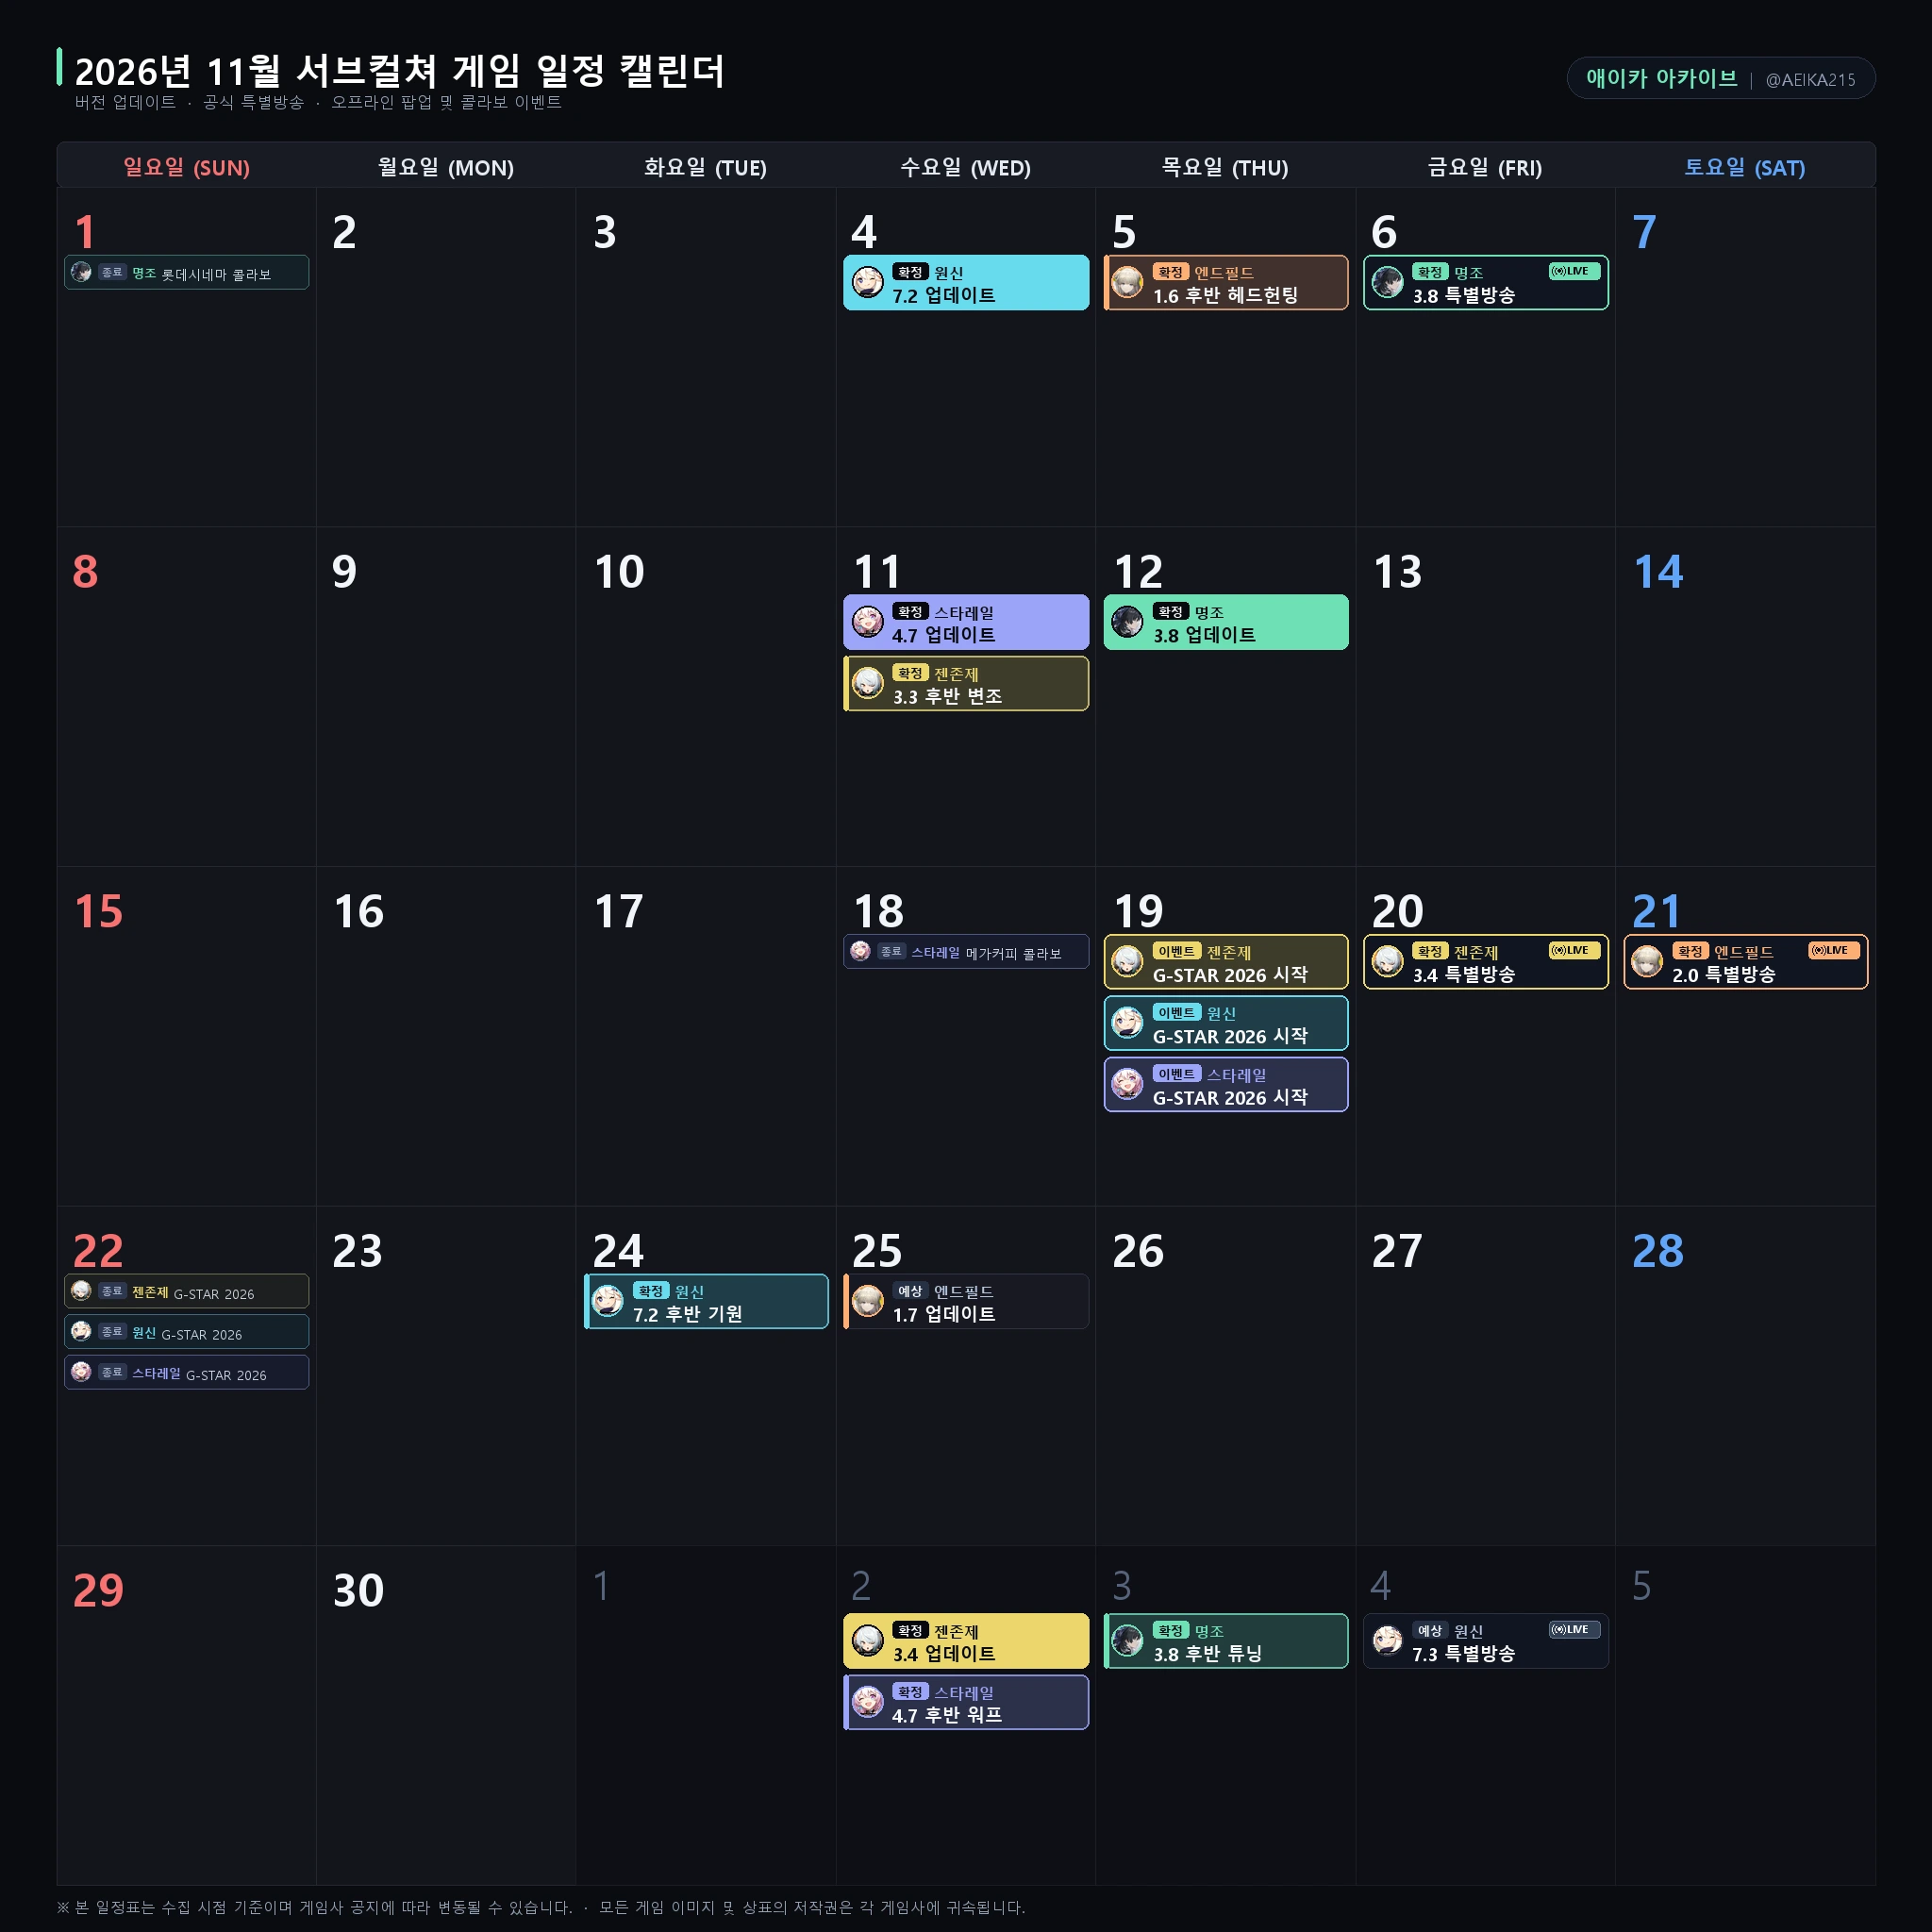 2026년 11월 서브컬쳐 게임 일정 캘린더
버전 업데이트 · 공식 특별방송 · 오프라인 팝업 및 콜라보 이벤트
애이카 아카이브 | @AEIKA215
일요일 (SUN)
월요일 (MON)
화요일 (TUE)
수요일 (WED)
목요일 (THU)
금요일 (FRI)
토요일 (SAT)
1
종료 명조 롯데시네마 콜라보
2
3
4
확정 원신
7.2 업데이트
5
확정 엔드필드
1.6 후반 헤드헌팅
6
확정 명조 LIVE
3.8 특별방송
7
8
9
10
11
확정 스타레일
4.7 업데이트
확정 젠존제
3.3 후반 변조
12
확정 명조
3.8 업데이트
13
14
15
16
17
18
종료 스타레일 메가커피 콜라보
19
이벤트 젠존제
G-STAR 2026 시작
이벤트 원신
G-STAR 2026 시작
이벤트 스타레일
G-STAR 2026 시작
20
확정 젠존제 LIVE
3.4 특별방송
21
확정 엔드필드 LIVE
2.0 특별방송
22
종료 젠존제 G-STAR 2026
종료 원신 G-STAR 2026
종료 스타레일 G-STAR 2026
23
24
확정 원신
7.2 후반 기원
25
예상 엔드필드
1.7 업데이트
26
27
28
29
30
1
2
확정 젠존제
3.4 업데이트
확정 스타레일
4.7 후반 워프
3
확정 명조
3.8 후반 튜닝
4
예상 원신 LIVE
7.3 특별방송
5
※ 본 일정표는 수집 시점 기준이며 게임사 공지에 따라 변동될 수 있습니다. · 모든 게임 이미지 및 상표의 저작권은 각 게임사에 귀속됩니다.